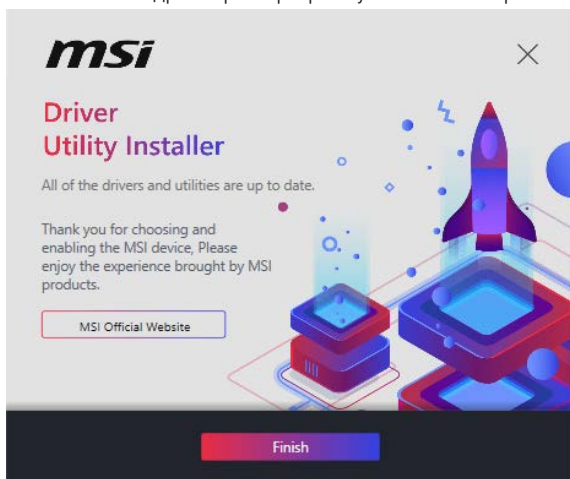 msi
Driver
Utility Installer
All of the drivers and utilities are up to date.
Thank you for choosing and
enabling the MSI device, Please
enjoy the experience brought by MSI
products.
MSI Official Website
Finish